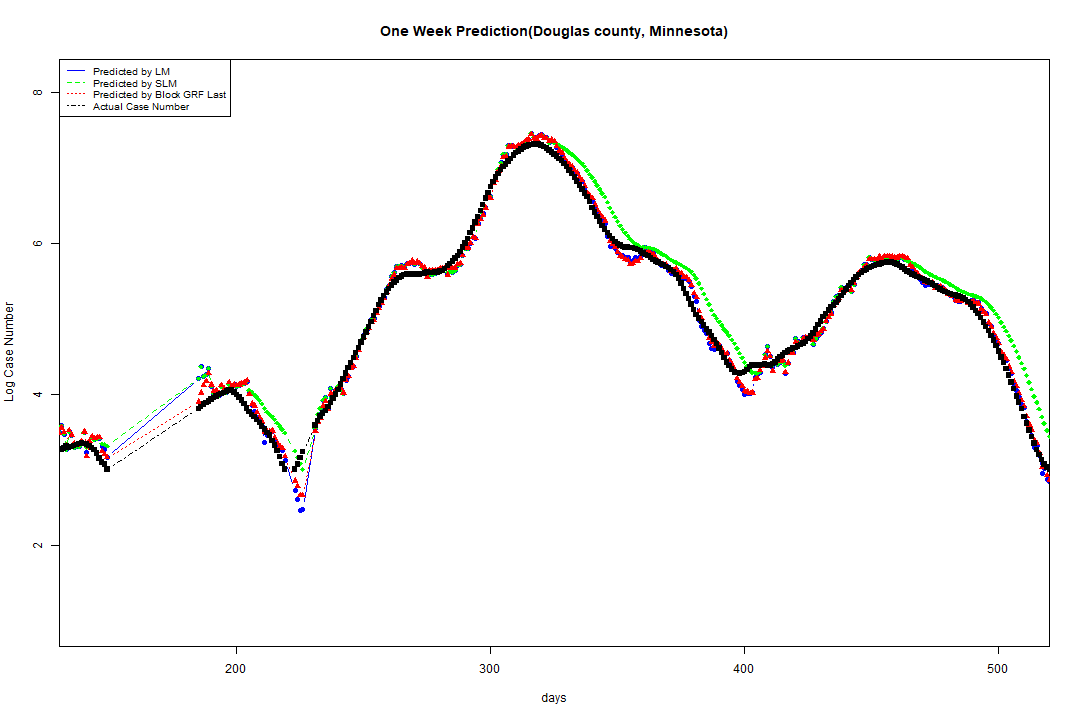 One Week Prediction(Douglas county, Minnesota)
Predicted by LM
Predicted by SLM
Predicted by Block GRF Last
Actual Case Number
8
6
4
2
Log Case Number
200 300 400 500
days